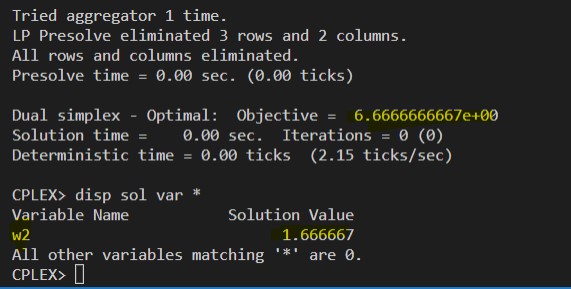 Tried aggregator 1 time.
LP Presolve eliminated 3 rows and 2 columns.
All rows and columns eliminated.
Presolve time = 0.00 sec. (0.00 ticks)
Dual simplex - Optimal:  Objective =  6.6666666667e+00
Solution time =    0.00 sec.  Iterations = 0 (0)
Deterministic time = 0.00 ticks  (2.15 ticks/sec)
CPLEX> disp sol var *
Variable Name           Solution Value
w2                            1.666667
All other variables matching '*' are 0.
CPLEX>